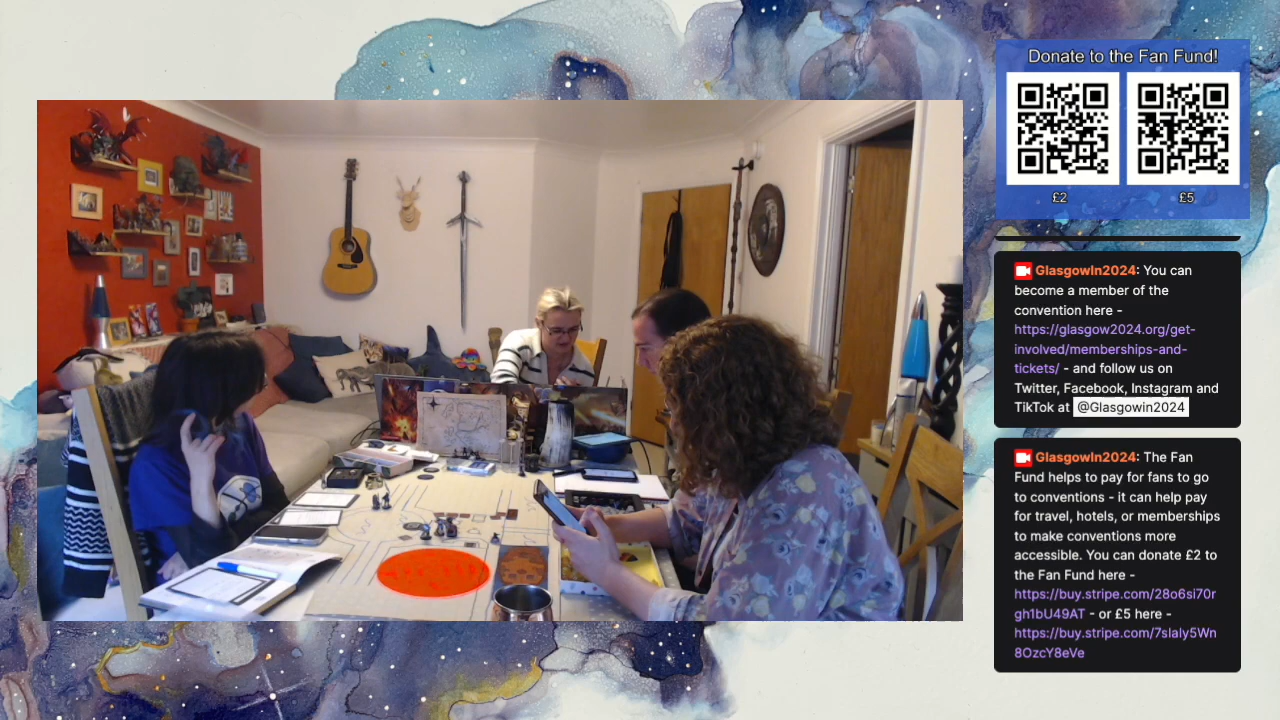 Donate to the Fan Fund!
£2 £5
GlasgowIn2024: You can
become a member of the
convention here -
https://glasgow2024.org/get-
involved/memberships-and-
tickets/ - and follow us on
Twitter, Facebook, Instagram and
TikTok at @Glasgowin2024
GlasgowIn2024: The Fan
Fund helps to pay for fans to go
to conventions - it can help pay
for travel, hotels, or memberships
to make conventions more
accessible. You can donate £2 to
the Fan Fund here -
https://buy.stripe.com/28o6si70r
gh1bU49AT - or £5 here -
https://buy.stripe.com/7sIaIy5Wn
8OzcY8eVe